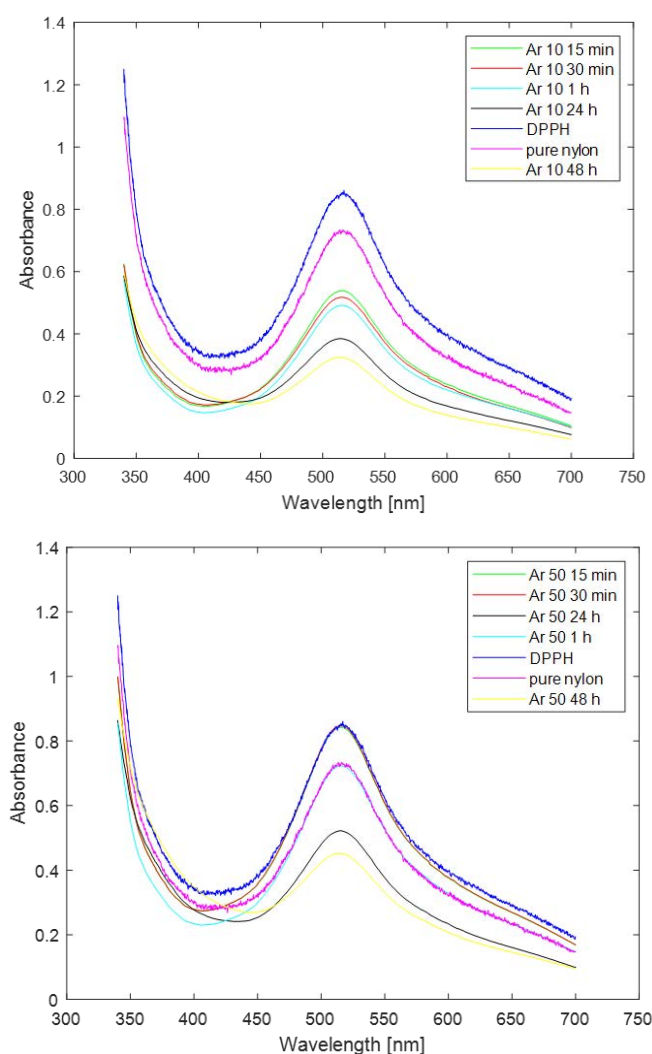 1.4
1.2
1
0.8
0.6
0.4
0.2
0
Absorbance
300 350 400 450 500 550 600 650 700 750
Wavelength [nm]
Ar 10 15 min
Ar 10 30 min
Ar 10 1 h
Ar 10 24 h
DPPH
pure nylon
Ar 10 48 h
1.4
1.2
1
0.8
0.6
0.4
0.2
0
Absorbance
300 350 400 450 500 550 600 650 700 750
Wavelength [nm]
Ar 50 15 min
Ar 50 30 min
Ar 50 24 h
Ar 50 1 h
DPPH
pure nylon
Ar 50 48 h